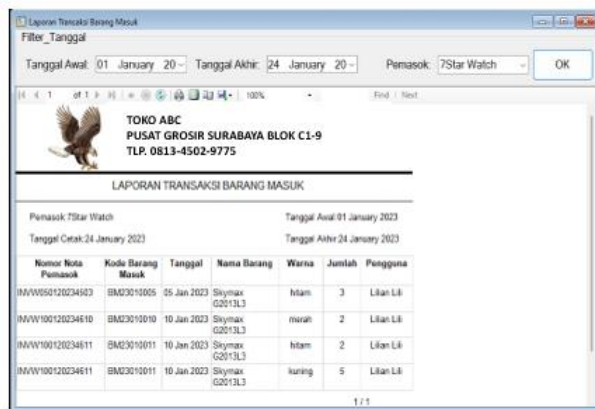 Laporan Transaksi Barang Masuk
Filter_Tanggal
Tanggal Awal: 01 January 20 Tanggal Akhir: 24 January 20 Pemasok: 7Star Watch OK
1 of 1 100% Find | Next
TOKO ABC
PUSAT GROSIR SURABAYA BLOK C1-9
TLP. 0813-4502-9775
LAPORAN TRANSAKSI BARANG MASUK
Pemasok:7Star Watch Tanggal Awal:01 January 2023
Tanggal Cetak:24 January 2023 Tanggal Akhir:24 January 2023
Nomor Nota Pemasok Kode Barang Masuk Tanggal Nama Barang Warna Jumlah Pengguna
INVW050120234503 BM23010005 05 Jan 2023 Skymax G2013L3 hitam 3 Lilian Lili
INVW100120234610 BM23010010 10 Jan 2023 Skymax G2013L3 merah 2 Lilian Lili
INVW100120234611 BM23010011 10 Jan 2023 Skymax G2013L3 hitam 2 Lilian Lili
INVW100120234611 BM23010011 10 Jan 2023 Skymax G2013L3 kuning 5 Lilian Lili
1 / 1